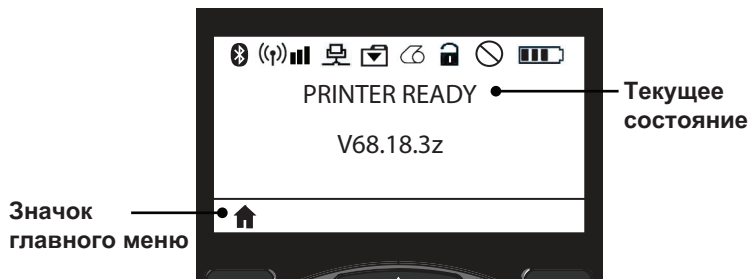 PRINTER READY
Текущее
состояние
V68.18.3z
Значок
главного меню